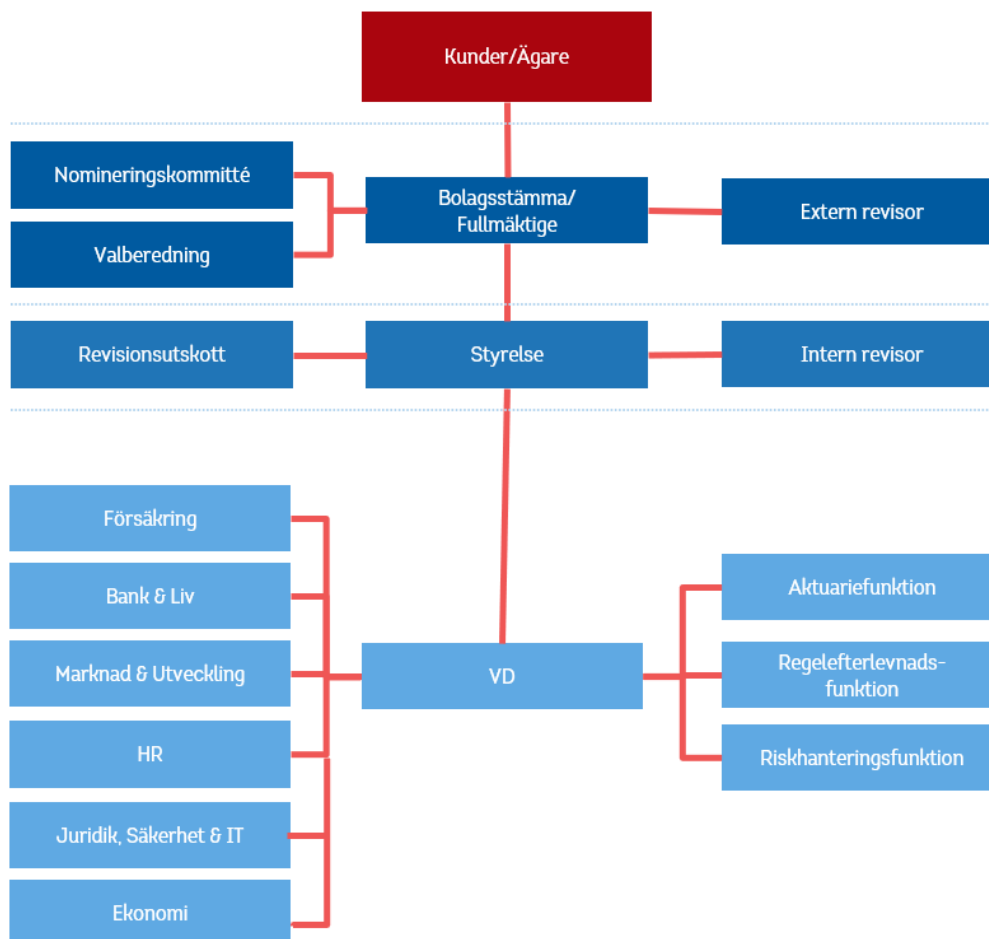 Kunder/Ägare
Nomineringskommitté
Valberedning
Bolagsstämma/
Fullmäktige
Extern revisor
Revisionsutskott
Styrelse
Intern revisor
Försäkring
Bank & Liv
Marknad & Utveckling
HR
Juridik, Säkerhet & IT
Ekonomi
VD
Aktuariefunktion
Regelefterlevnads-
funktion
Riskhanteringsfunktion